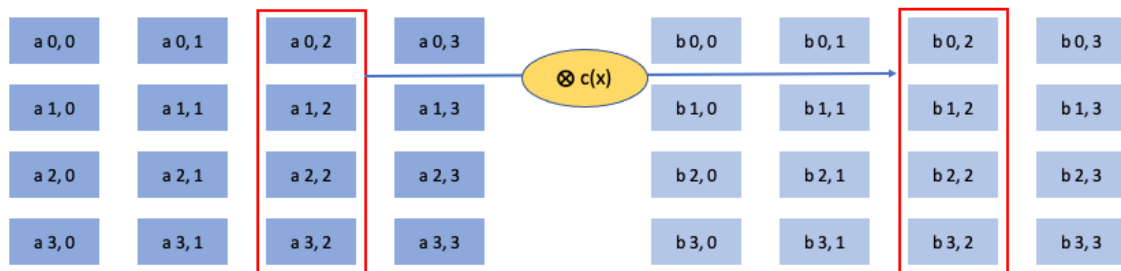 a 0, 0 a 0, 1 a 0, 2 a 0, 3 b 0, 0 b 0, 1 b 0, 2 b 0, 3
⊗ c(x)
a 1, 0 a 1, 1 a 1, 2 a 1, 3 b 1, 0 b 1, 1 b 1, 2 b 1, 3
a 2, 0 a 2, 1 a 2, 2 a 2, 3 b 2, 0 b 2, 1 b 2, 2 b 2, 3
a 3, 0 a 3, 1 a 3, 2 a 3, 3 b 3, 0 b 3, 1 b 3, 2 b 3, 3